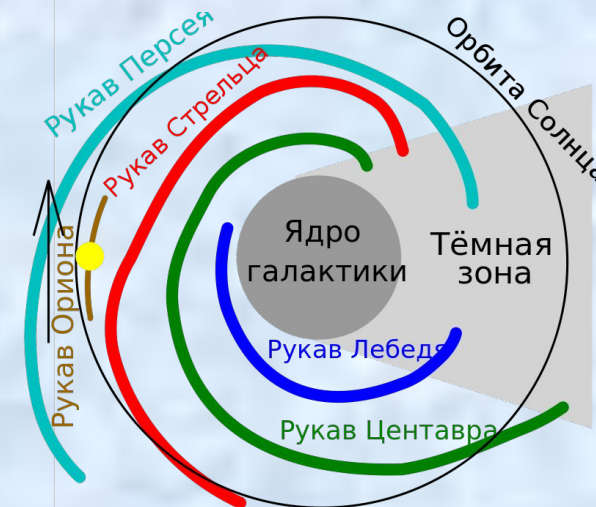 Рукав Персея
Орбита Солнца
Рукав Стрельца
Рукав Ориона
Ядро
галактики
Тёмная
зона
Рукав Лебедя
Рукав Центавра